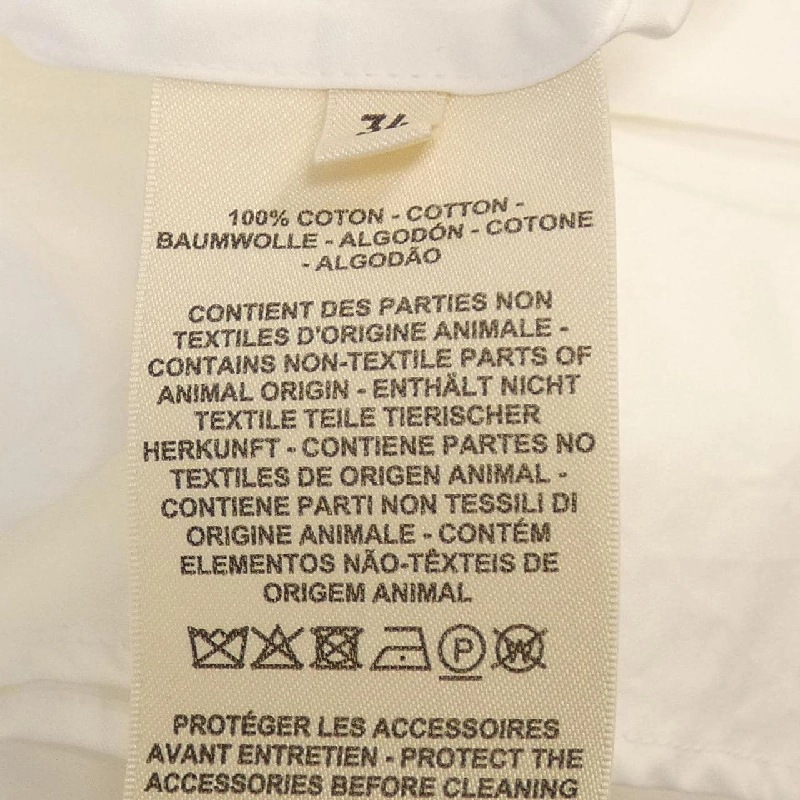 100% COTON - COTTON -
BAUMWOLLE - ALGODÓN - COTONE
- ALGODÃO
CONTIENT DES PARTIES NON
TEXTILES D'ORIGINE ANIMALE -
CONTAINS NON-TEXTILE PARTS OF
ANIMAL ORIGIN - ENTHÄLT NICHT
TEXTILE TEILE TIERISCHER
HERKUNFT - CONTIENE PARTES NO
TEXTILES DE ORIGEN ANIMAL -
CONTIENE PARTI NON TESSILI DI
ORIGINE ANIMALE - CONTÉM
ELEMENTOS NÃO-TÊXTEIS DE
ORIGEM ANIMAL
P W
PROTÉGER LES ACCESSOIRES
AVANT ENTRETIEN - PROTECT THE
ACCESSORIES BEFORE CLEANING